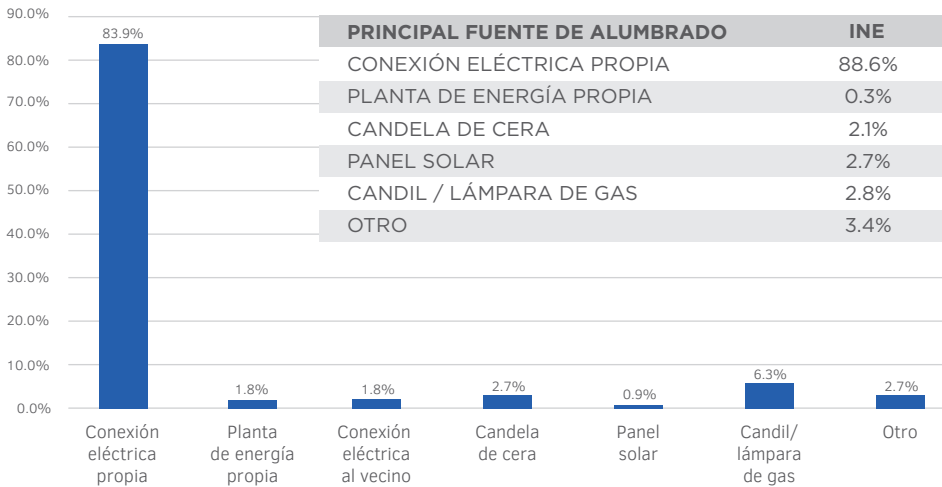 90.0%
80.0%
70.0%
60.0%
50.0%
40.0%
30.0%
20.0%
10.0%
0.0%
83.9%
1.8%
1.8%
2.7%
0.9%
6.3%
2.7%
PRINCIPAL FUENTE DE ALUMBRADO INE
CONEXIÓN ELÉCTRICA PROPIA 88.6%
PLANTA DE ENERGÍA PROPIA 0.3%
CANDELA DE CERA 2.1%
PANEL SOLAR 2.7%
CANDIL / LÁMPARA DE GAS 2.8%
OTRO 3.4%
Conexión
eléctrica
propia
Planta
de energía
propia
Conexión
eléctrica
al vecino
Candela
de cera
Panel
solar
Candil/
lámpara
de gas
Otro